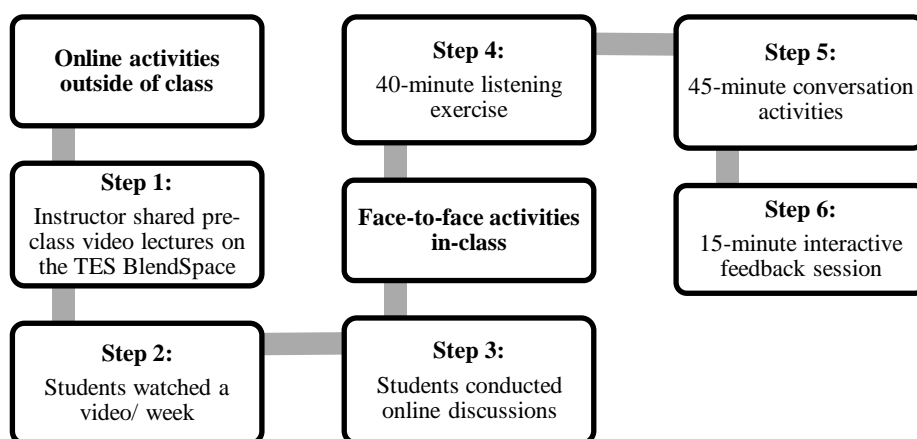 Online activities
outside of class
Step 1:
Instructor shared pre-
class video lectures on
the TES BlendSpace
Step 2:
Students watched a
video/ week
Step 3:
Students conducted
online discussions
Face-to-face activities
in-class
Step 4:
40-minute listening
exercise
Step 5:
45-minute conversation
activities
Step 6:
15-minute interactive
feedback session